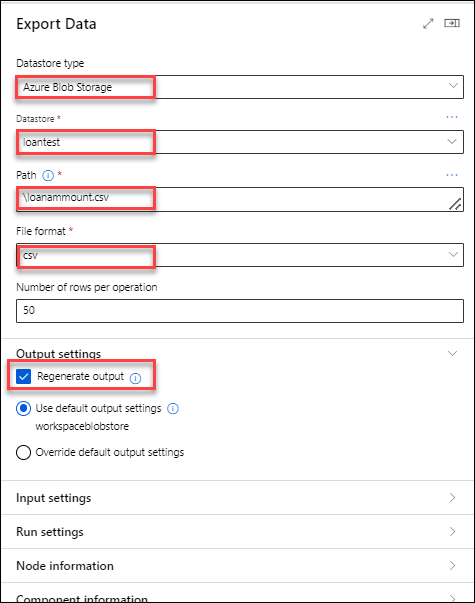 Export Data
Datastore type
Azure Blob Storage
Datastore *
loantest
Path *
\loanammount.csv
File format *
csv
Number of rows per operation
50
Output settings
Regenerate output
Use default output settings
workspaceblobstore
Override default output settings
Input settings
Run settings
Node information
Component information